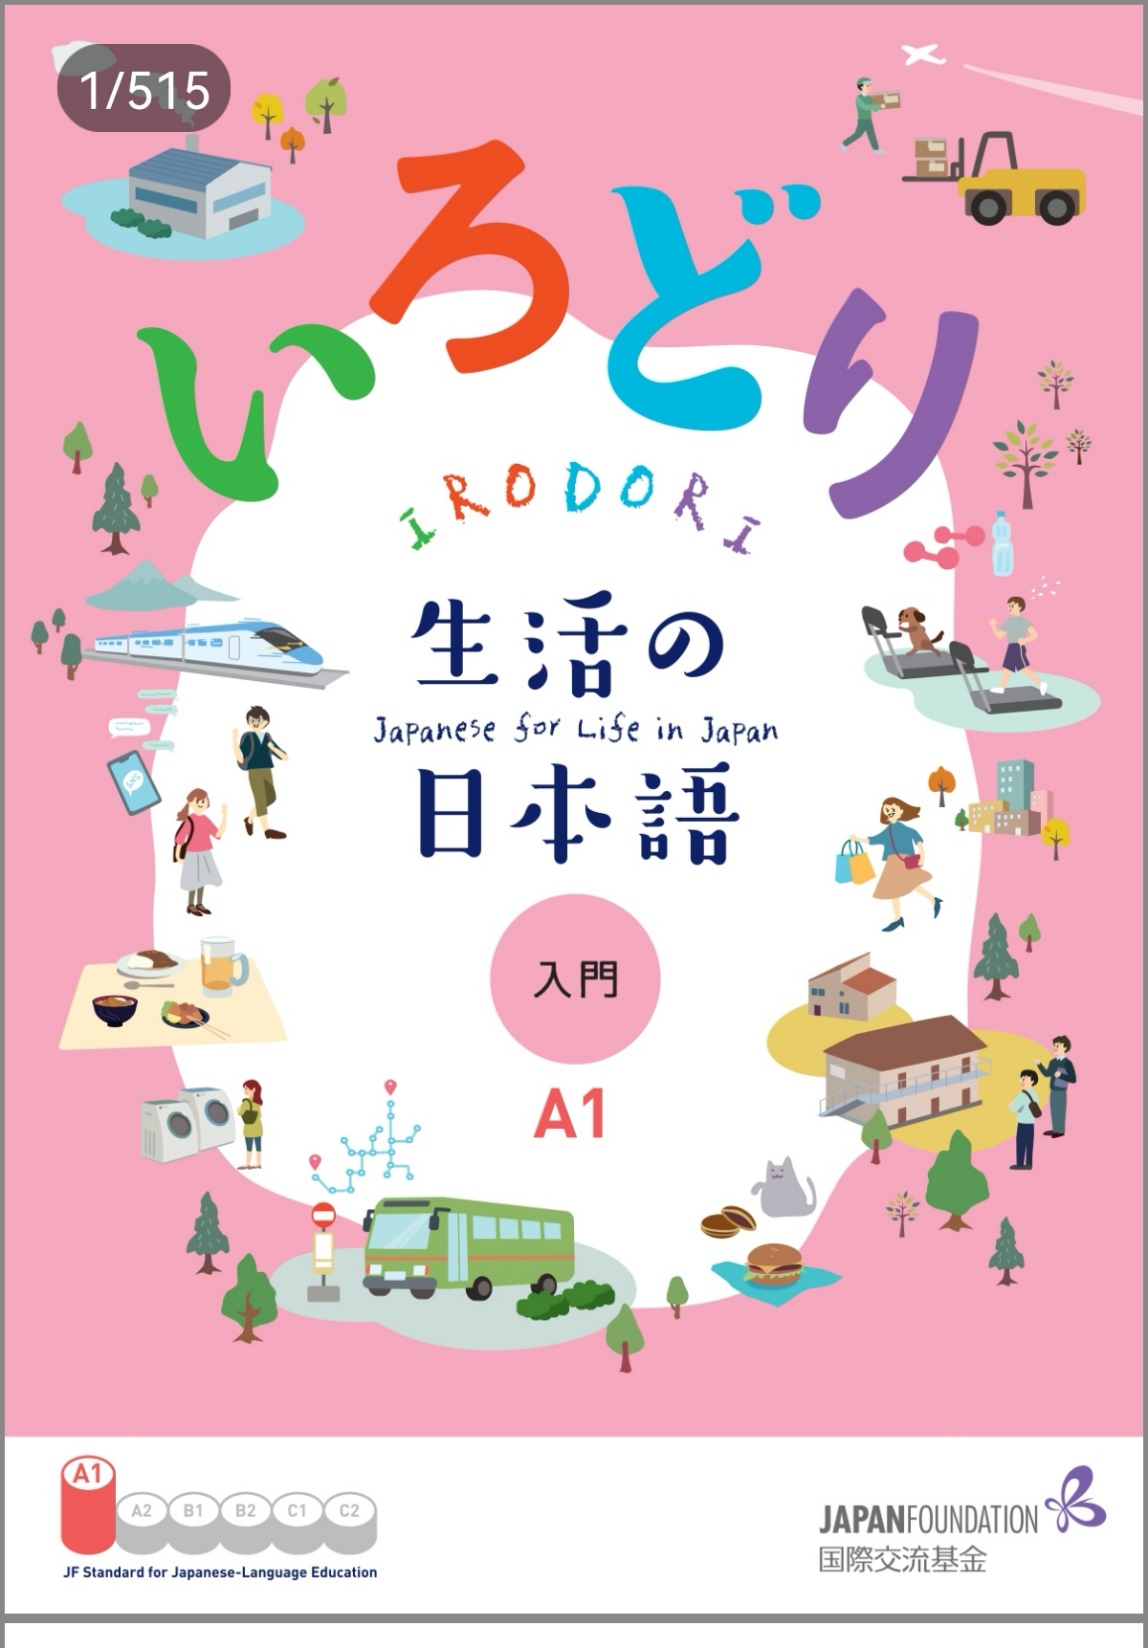 1/515
いろどり
IRODORI
生活の
Japanese for Life in Japan
日本語
入門
A1
SNS
A1 A2 B1 B2 C1 C2
JF Standard for Japanese-Language Education
JAPANFOUNDATION
国際交流基金